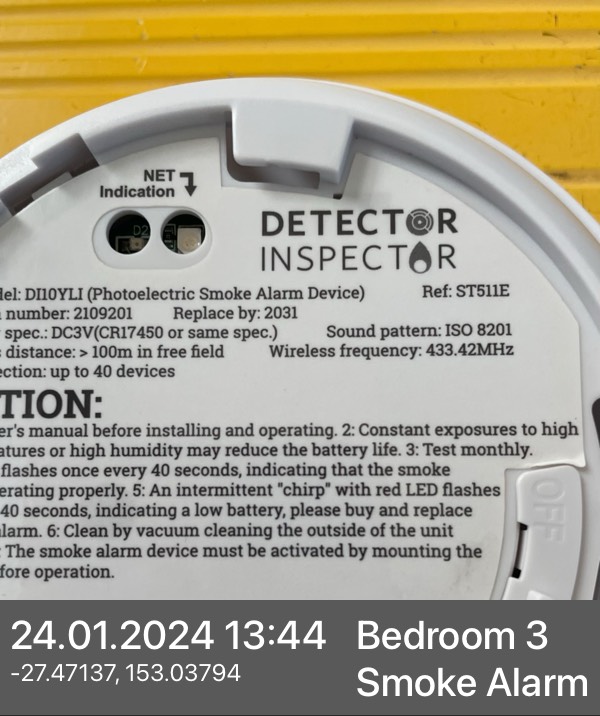 NET
Indication
D2
DETECTOR
INSPECTOR
del: DI10YLI (Photoelectric Smoke Alarm Device) Ref: ST511E
number: 2109201 Replace by: 2031
spec.: DC3V(CR17450 or same spec.) Sound pattern: ISO 8201
distance: > 100m in free field Wireless frequency: 433.42MHz
ection: up to 40 devices
TION:
er's manual before installing and operating. 2: Constant exposures to high
atures or high humidity may reduce the battery life. 3: Test monthly.
flashes once every 40 seconds, indicating that the smoke
erating properly. 5: An intermittent "chirp" with red LED flashes
40 seconds, indicating a low battery, please buy and replace
alarm. 6: Clean by vacuum cleaning the outside of the unit
: The smoke alarm device must be activated by mounting the
fore operation.
OFF
24.01.2024 13:44 Bedroom 3
-27.47137, 153.03794 Smoke Alarm